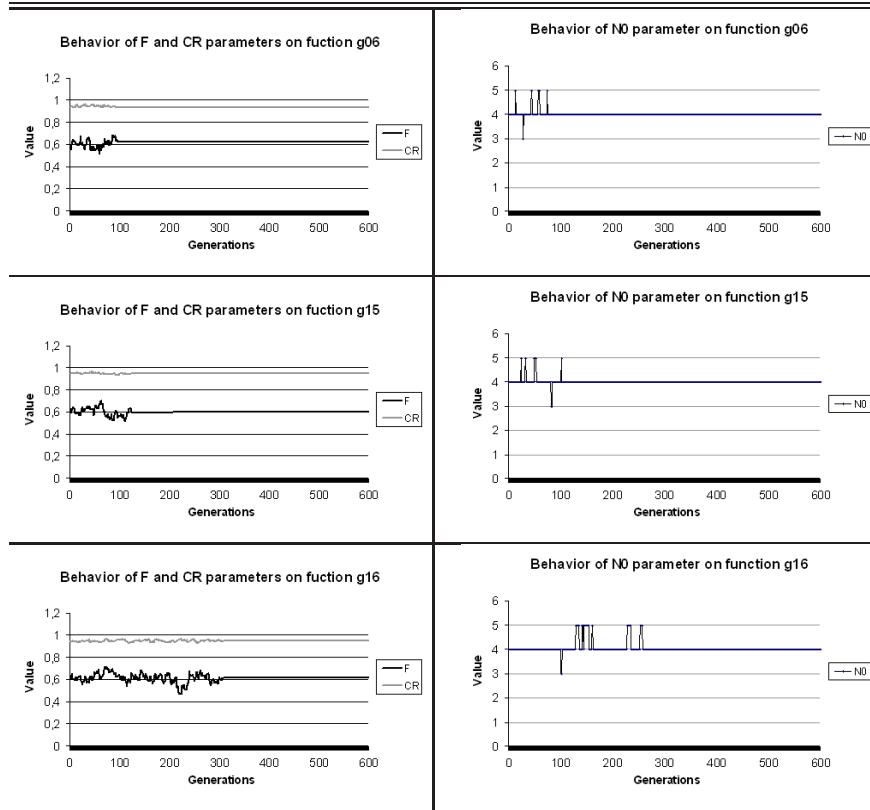 Behavior of F and CR parameters on fuction g06
1,2
1
0,8
0,6
0,4
0,2
0
Value
0 100 200 300 400 500 600
Generations
F
CR
Behavior of N0 parameter on function g06
6
5
4
3
2
1
0
Value
0 100 200 300 400 500 600
Generations
N0
Behavior of F and CR parameters on fuction g15
1,2
1
0,8
0,6
0,4
0,2
0
Value
0 100 200 300 400 500 600
Generations
F
CR
Behavior of N0 parameter on function g15
6
5
4
3
2
1
0
Value
0 100 200 300 400 500 600
Generations
N0
Behavior of F and CR parameters on fuction g16
1,2
1
0,8
0,6
0,4
0,2
0
Value
0 100 200 300 400 500 600
Generations
F
CR
Behavior of N0 parameter on function g16
6
5
4
3
2
1
0
Value
0 100 200 300 400 500 600
Generations
N0